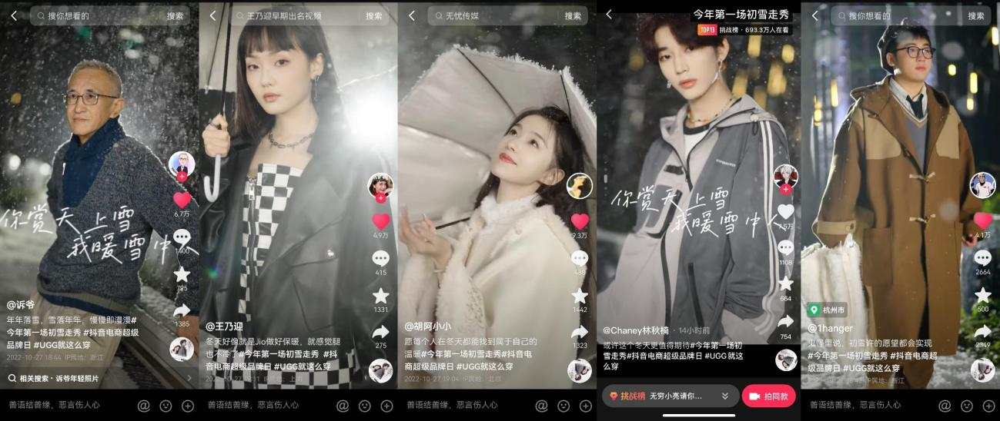 搜你想看的 搜索
你赏天上雪
我暖雪中人
6.7万
1400
795
1385
@诉爷
年年落雪，雪落年年，慢慢即漫漫#
今年第一场初雪走秀 #抖音电商超级
品牌日 #UGG就这么穿
2022-10-27 18:44 IP属地：浙江
相关搜索·诉爷年轻照片
善语结善缘，恶言伤人心
王乃迎早期出名视频 搜索
4.9万
415
1331
275
@王乃迎
冬天好像就是Jio做好保暖，就感觉腿
也不冷了#今年第一场初雪走秀 #抖
音电商超级品牌日 #UGG就这么穿
善语结善缘，恶言伤人心
无忧传媒 搜索
9.3万
488
1442
1323
@胡阿小小
愿每个人在冬天都能找到属于自己的
温暖#今年第一场初雪走秀 #抖音电
商超级品牌日 #UGG就这么穿
2022-10-27 19:04 IP属地：北京
善语结善缘，恶言伤人心
今年第一场初雪走秀
TOP13 挑战榜·693.3万人在看
你赏天上雪
我暖雪中人
1108
664
754
@Chaney林秋楠 · 14小时前
或许这个冬天更值得期待#今年第一场初雪
走秀#抖音电商超级品牌日 #UGG就这
么穿
挑战榜 无穷小亮请你...
拍同款
搜你想看的 搜索
4.1万
2664
500
2349
杭州市
@1hanger
鬼怪里说，初雪许的愿望都会实现
#今年第一场初雪走秀 #抖音电商超
级品牌日 #UGG就这么穿
2022-10-27 IP属地：浙江
善语结善缘，恶言伤人心